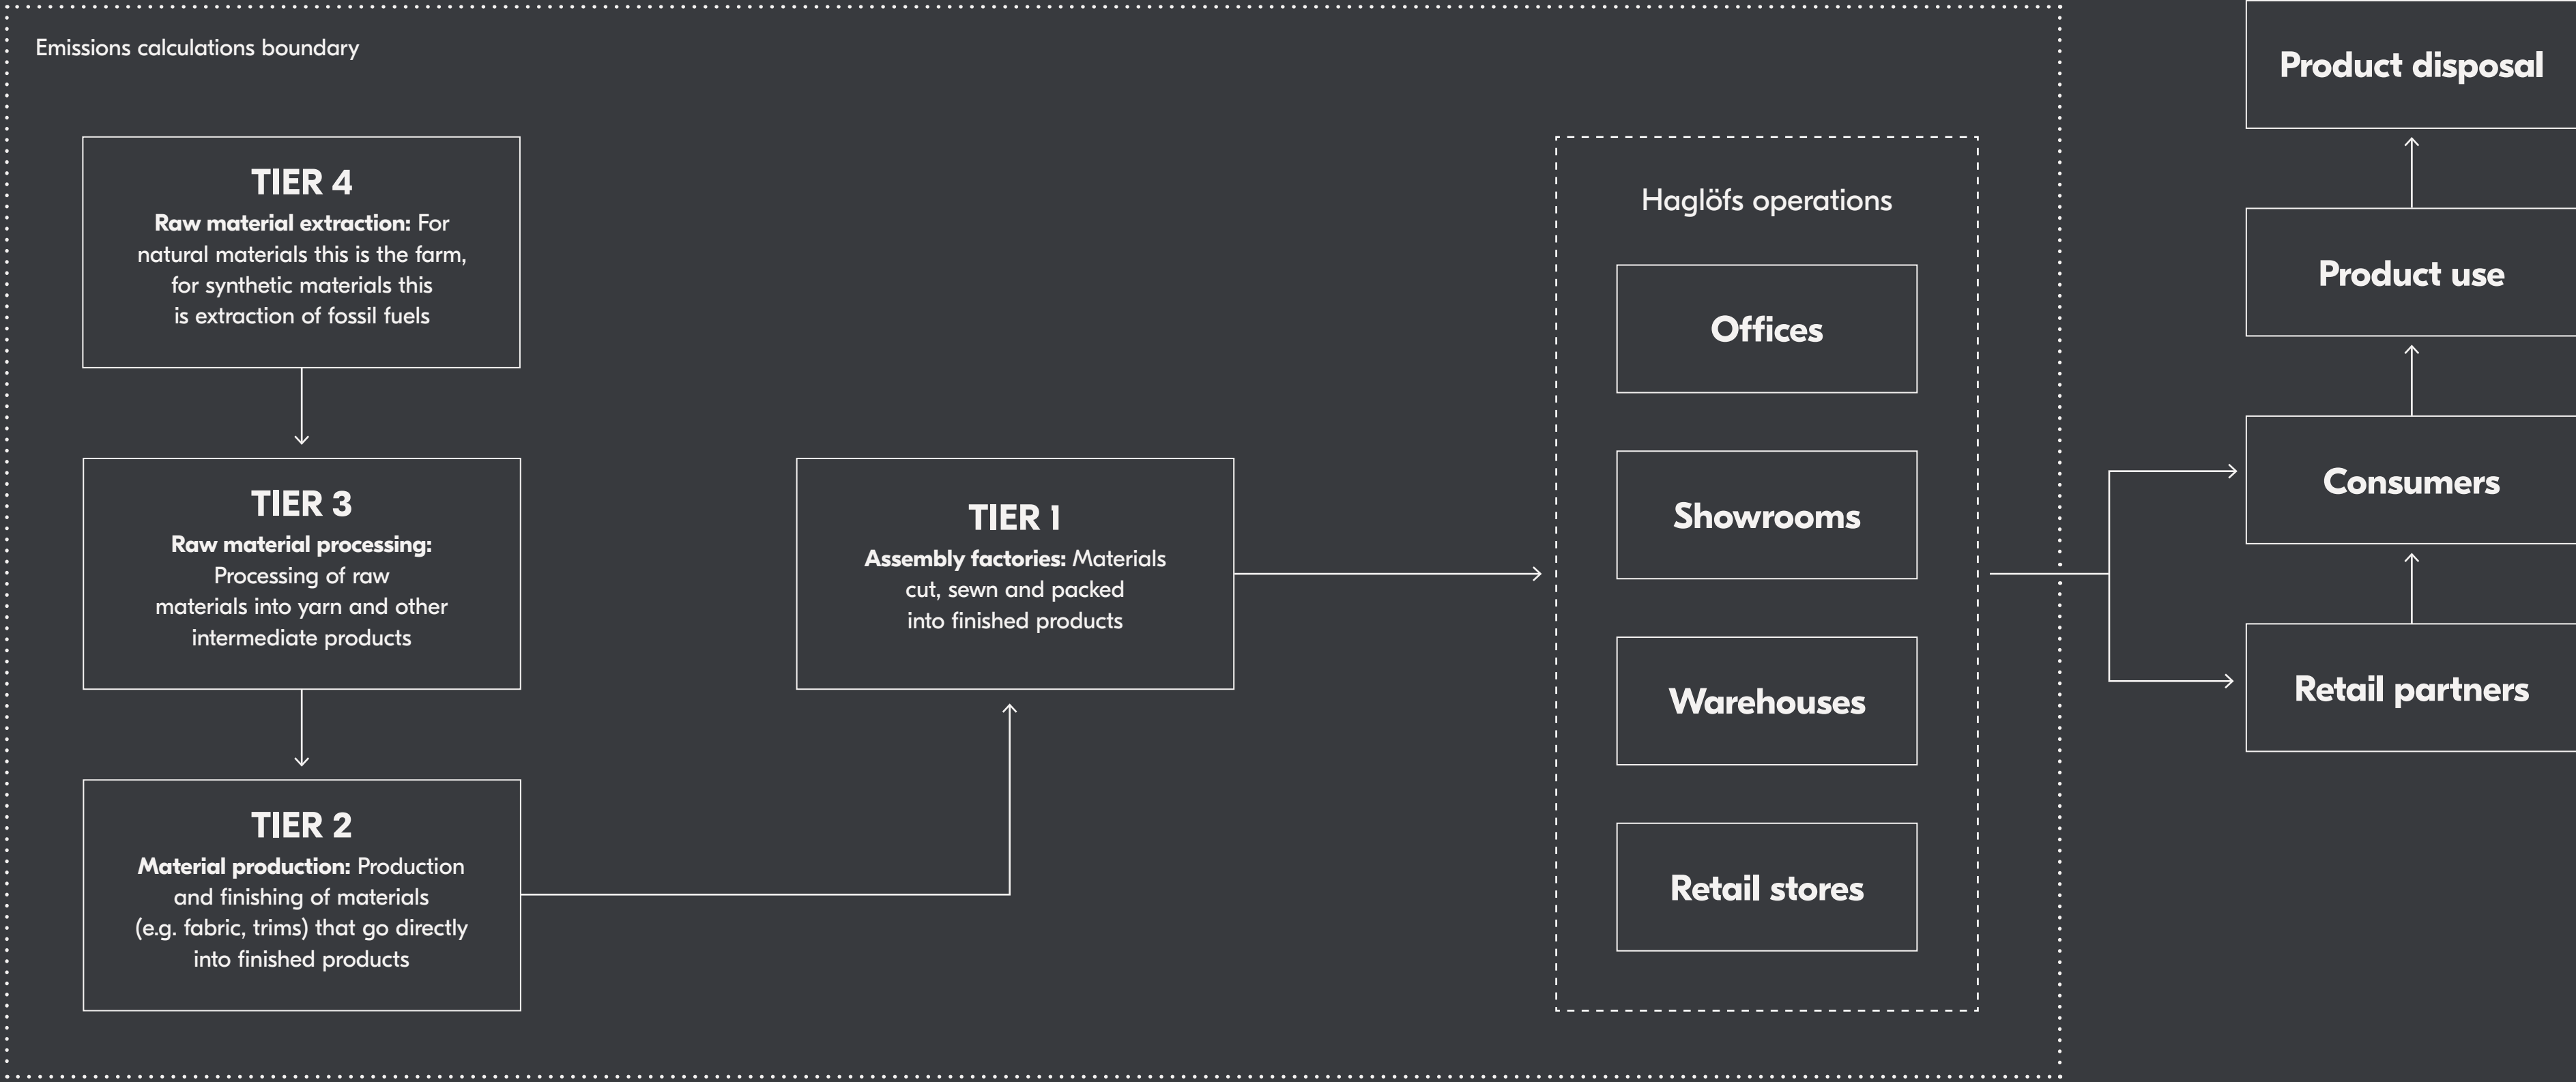 Emissions calculations boundary
TIER 4
Raw material extraction: For
natural materials this is the farm,
for synthetic materials this
is extraction of fossil fuels
TIER 3
Raw material processing:
Processing of raw
materials into yarn and other
intermediate products
TIER 2
Material production: Production
and finishing of materials
(e.g. fabric, trims) that go directly
into finished products
TIER 1
Assembly factories: Materials
cut, sewn and packed
into finished products
Haglöfs operations
Offices
Showrooms
Warehouses
Retail stores
Product disposal
Product use
Consumers
Retail partners